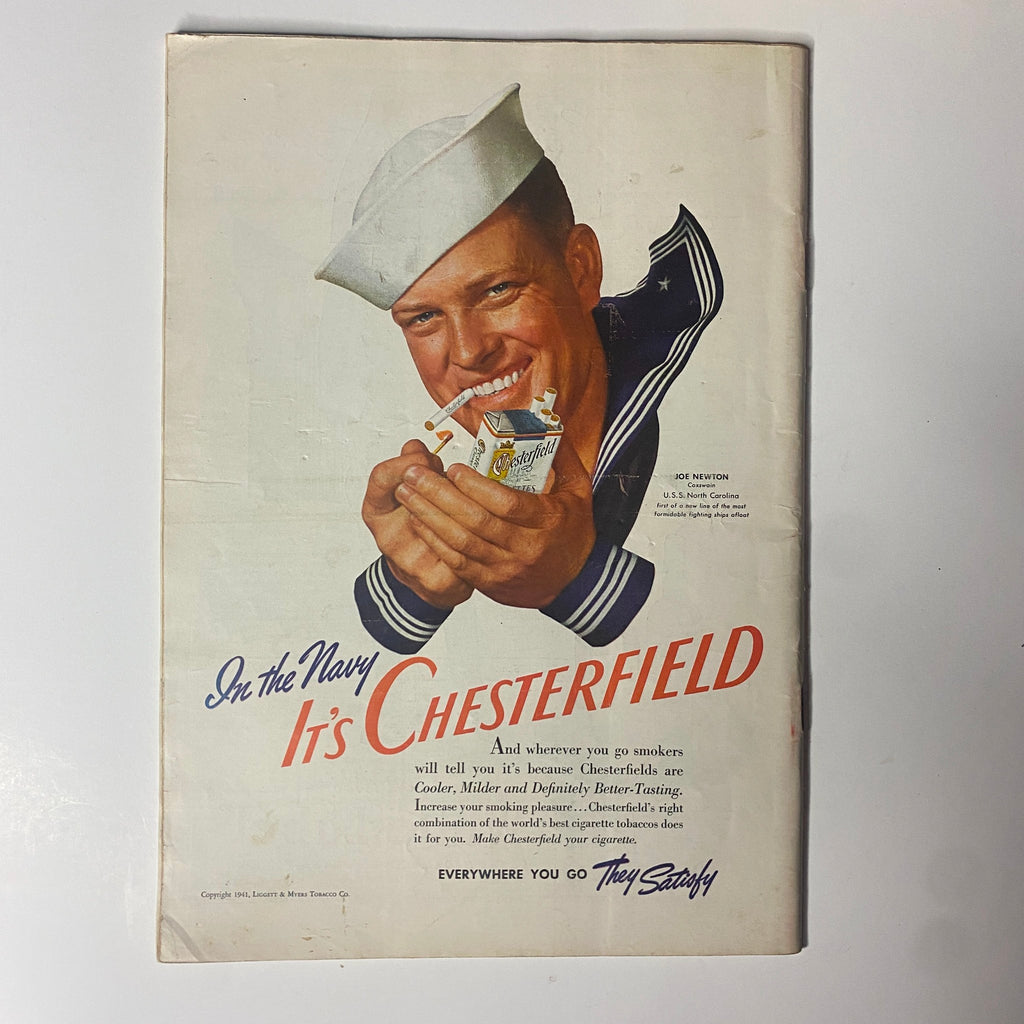 Chesterfield
Chesterfield
JOE NEWTON
Coxswain
U.S.S. North Carolina
first of a new line of the most
formidable fighting ships afloat
In the Navy
IT'S CHESTERFIELD
And wherever you go smokers
will tell you it's because Chesterfields are
Cooler, Milder and Definitely Better-Tasting.
Increase your smoking pleasure...Chesterfield's right
combination of the world's best cigarette tobaccos does
it for you. Make Chesterfield your cigarette.
EVERYWHERE YOU GO They Satisfy
Copyright 1941, LIGGETT & MYERS TOBACCO CO.